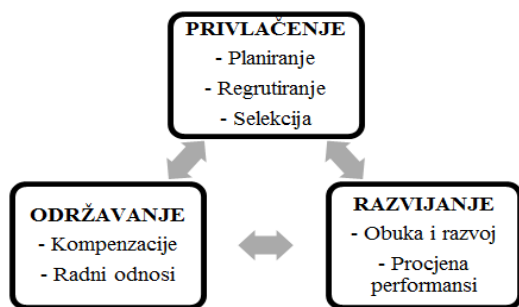 PRIVLAČENJE
- Planiranje
- Regrutiranje
- Selekcija
ODRŽAVANJE
- Kompenzacije
- Radni odnosi
RAZVIJANJE
- Obuka i razvoj
- Procjena
performansi